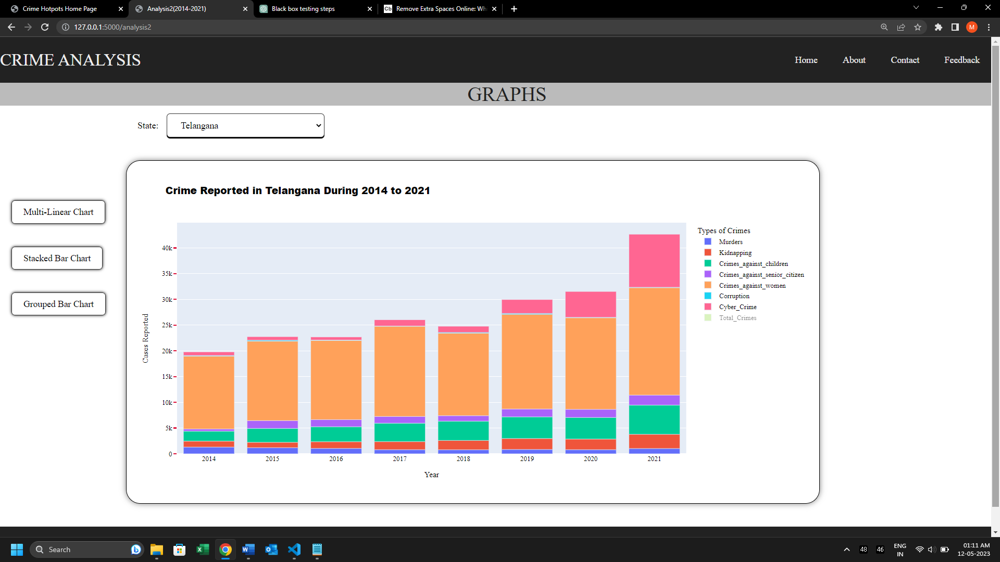 Crime Hotpots Home Page
Analysis2(2014-2021)
Black box testing steps
Cb Remove Extra Spaces Online: Wh
127.0.0.1:5000/analysis2
M
CRIME ANALYSIS
Home About Contact Feedback
GRAPHS
State: Telangana
Multi-Linear Chart
Stacked Bar Chart
Grouped Bar Chart
Crime Reported in Telangana During 2014 to 2021
Types of Crimes
Murders
Kidnapping
Crimes_against_children
Crimes_against_senior_citizen
Crimes_against_women
Corruption
Cyber_Crime
Total_Crimes
Cases Reported
40k
35k
30k
25k
20k
15k
10k
5k
0
2014 2015 2016 2017 2018 2019 2020 2021
Year
Search
48 46
ENG
IN
01:11 AM
12-05-2023